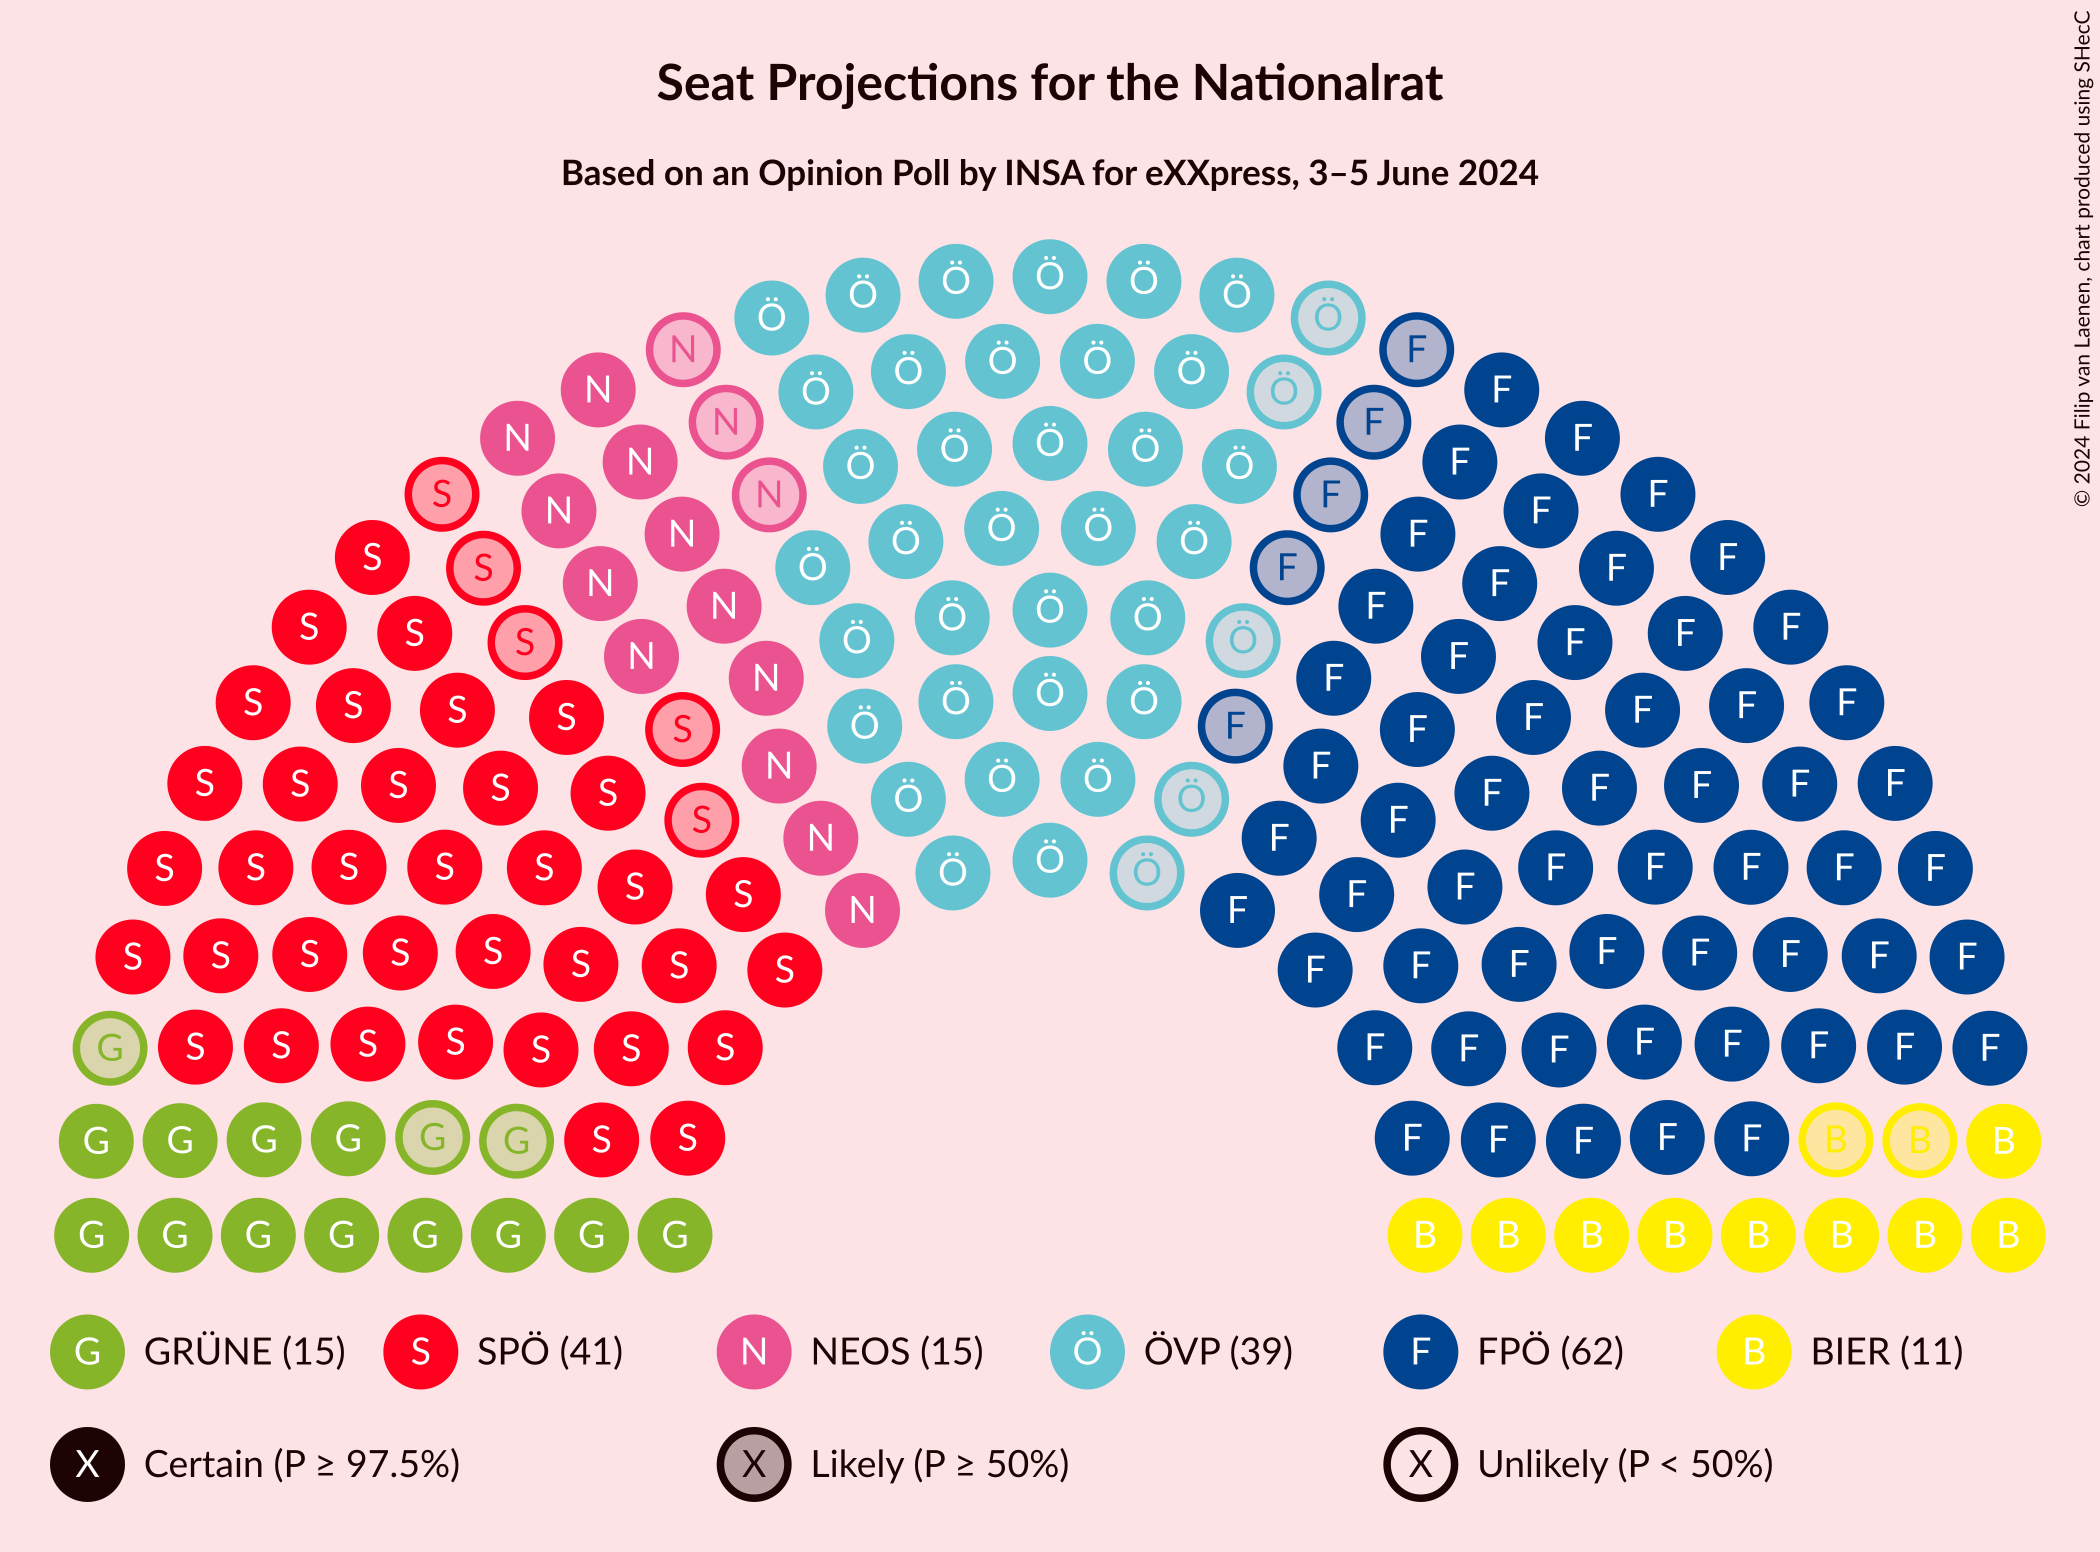 Seat Projections for the Nationalrat
Based on an Opinion Poll by INSA for eXXpress, 3–5 June 2024
© 2024 Filip van Laenen, chart produced using SHecC
Ö Ö Ö Ö Ö Ö Ö
N Ö Ö Ö Ö Ö Ö F
N N Ö Ö Ö Ö Ö F F
N N N Ö Ö Ö Ö F F F
S N N Ö Ö Ö Ö Ö F F F
S S N N Ö Ö Ö Ö F F F F
S S S N N Ö Ö Ö Ö F F F F F
S S S S S N Ö Ö Ö Ö F F F F F F
S S S S S S N Ö Ö Ö Ö F F F F F F F
S S S S S S S N Ö Ö Ö F F F F F F F F
S S S S S S S S F F F F F F F F
G S S S S S S S F F F F F F F F
G G G G G G S S F F F F F B B B
G G G G G G G G B B B B B B B B
G GRÜNE (15) S SPÖ (41) N NEOS (15) Ö ÖVP (39) F FPÖ (62) B BIER (11)
X Certain (P ≥ 97.5%) X Likely (P ≥ 50%) X Unlikely (P < 50%)